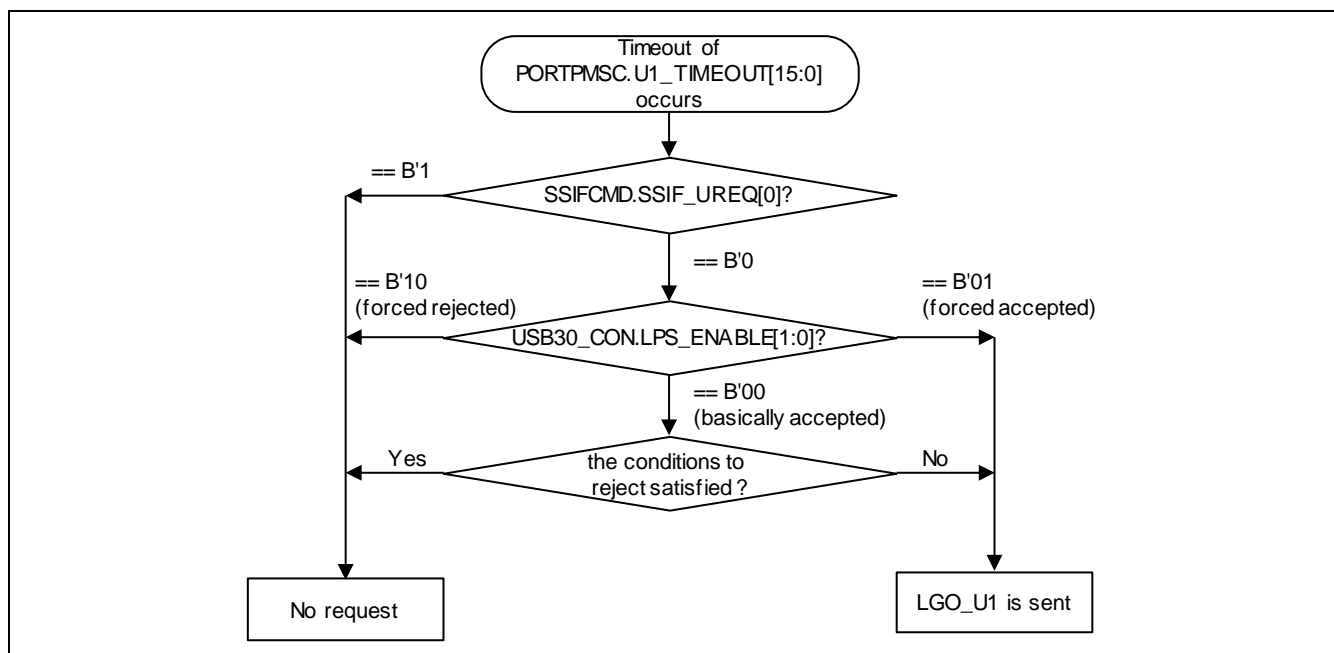 Timeout of
PORTPMSC.U1_TIMEOUT[15:0]
occurs
== B'1
SSIFCMD.SSIF_UREQ[0]?
== B'0
== B'10
(forced rejected)
== B'01
(forced accepted)
USB30_CON.LPS_ENABLE[1:0]?
== B'00
(basically accepted)
Yes
the conditions to
reject satisfied ?
No
No request
LGO_U1 is sent